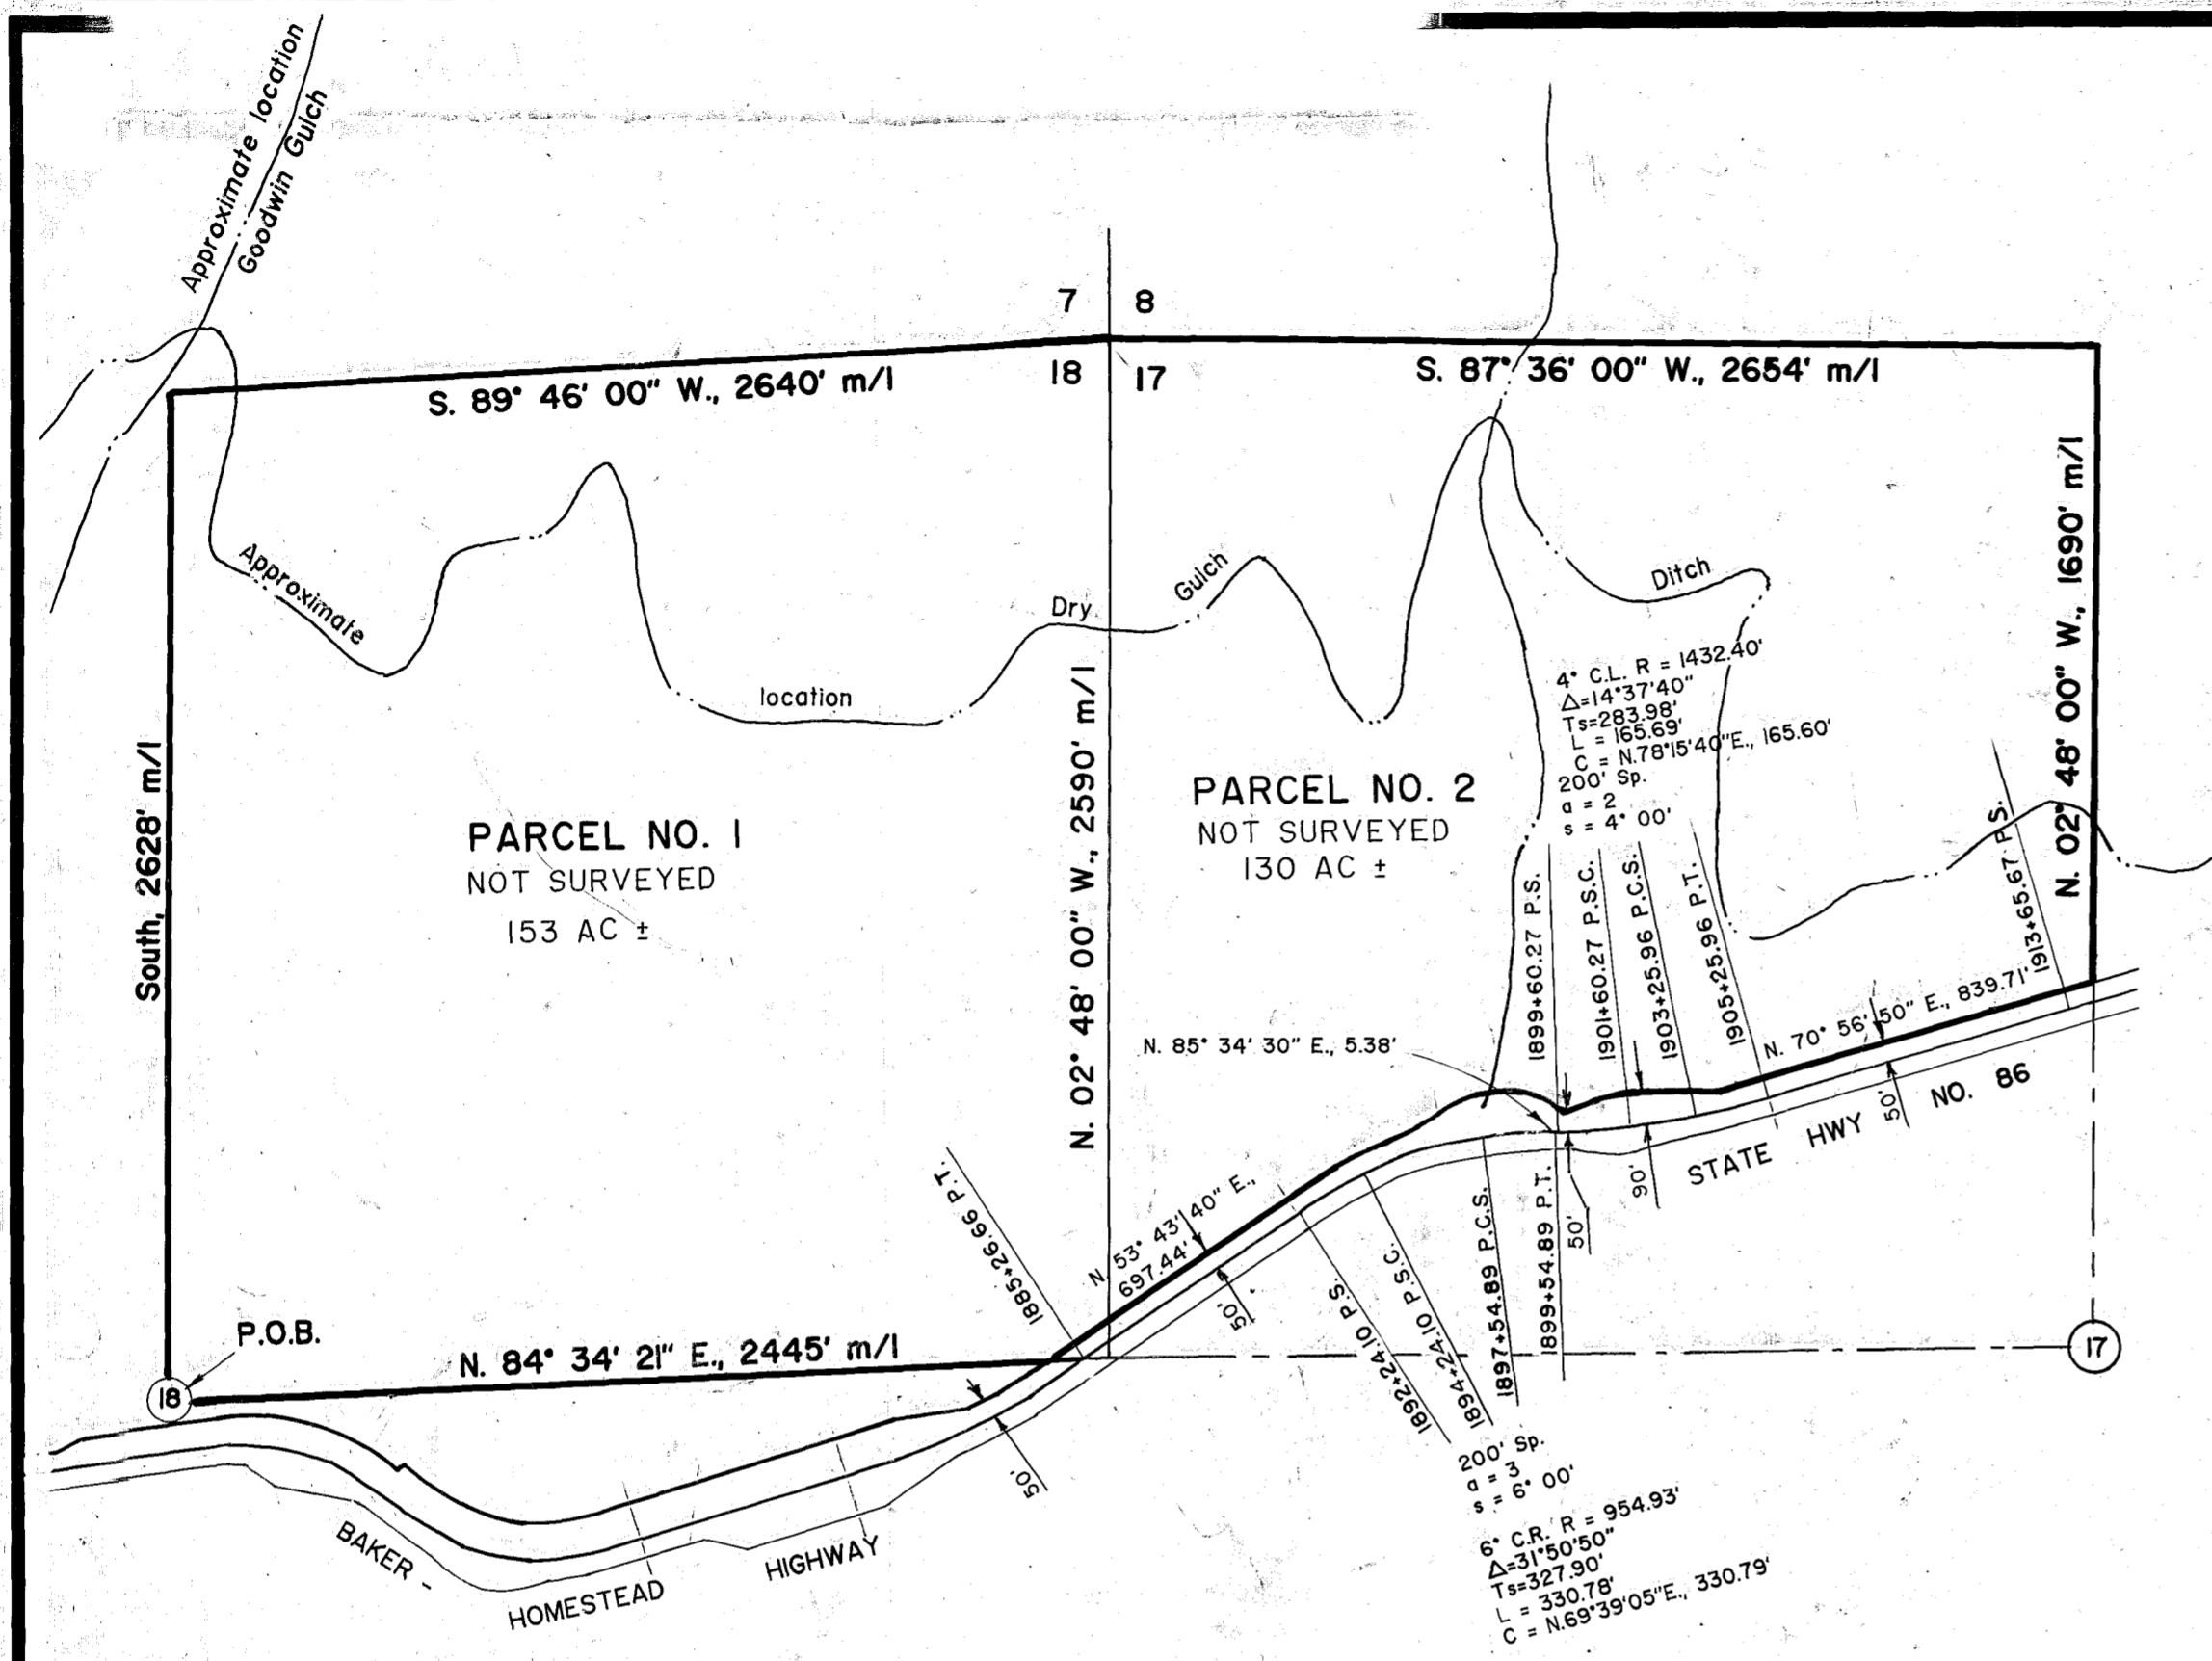 Approximate location
Goodwin Gulch
7 8
18 17
S. 89° 46' 00" W., 2640' m/l
S. 87° 36' 00" W., 2654' m/l
Approximate
location
Dry
Gulch
Ditch
South, 2628' m/l
N. 02° 48' 00" W., 2590' m/l
N. 02° 48' 00" W., 1690' m/l
PARCEL NO. 1
NOT SURVEYED
153 AC ±
PARCEL NO. 2
NOT SURVEYED
130 AC ±
4° C.L. R = 1432.40'
Δ=14°37'40"
Ts=283.98'
L = 165.69'
C = N.78°15'40"E., 165.60'
200' Sp.
a = 2
s = 4° 00'
1899+60.27 P.S.
1901+60.27 P.S.C.
1903+25.96 P.C.S.
1905+25.96 P.T.
1913+65.67 P.S.
N. 85° 34' 30" E., 5.38'
N. 70° 56' 50" E., 839.71'
STATE HWY NO. 86
50'
90'
50'
1885+26.66 P.T.
N. 53° 43' 40" E.,
697.44'
50'
1892+24.10 P.S.
1894+24.10 P.S.C.
1897+54.89 P.C.S.
1899+54.89 P.T.
P.O.B.
18
N. 84° 34' 21" E., 2445' m/l
17
50'
BAKER -
HOMESTEAD
HIGHWAY
200' Sp.
a = 3
s = 6° 00'
6° C.R. R = 954.93'
Δ=31°50'50"
Ts=327.90'
L = 330.78'
C = N.69°39'05"E., 330.79'